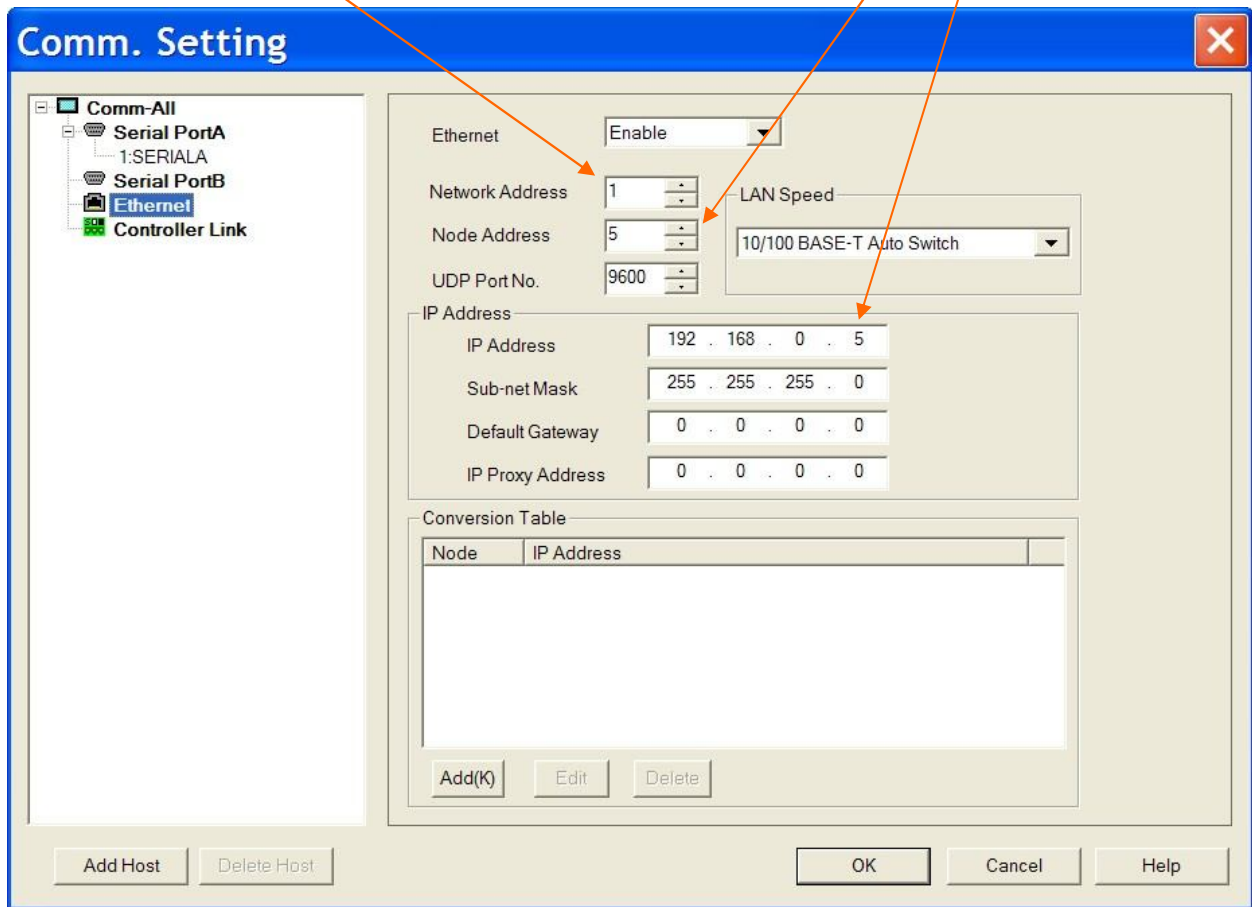 Comm. Setting
Comm-All
Serial PortA
1:SERIALA
Serial PortB
Ethernet
Controller Link
Ethernet Enable
Network Address 1
LAN Speed
Node Address 5
10/100 BASE-T Auto Switch
UDP Port No. 9600
IP Address
IP Address 192 . 168 . 0 . 5
Sub-net Mask 255 . 255 . 255 . 0
Default Gateway 0 . 0 . 0 . 0
IP Proxy Address 0 . 0 . 0 . 0
Conversion Table
Node IP Address
Add(K) Edit Delete
Add Host Delete Host OK Cancel Help